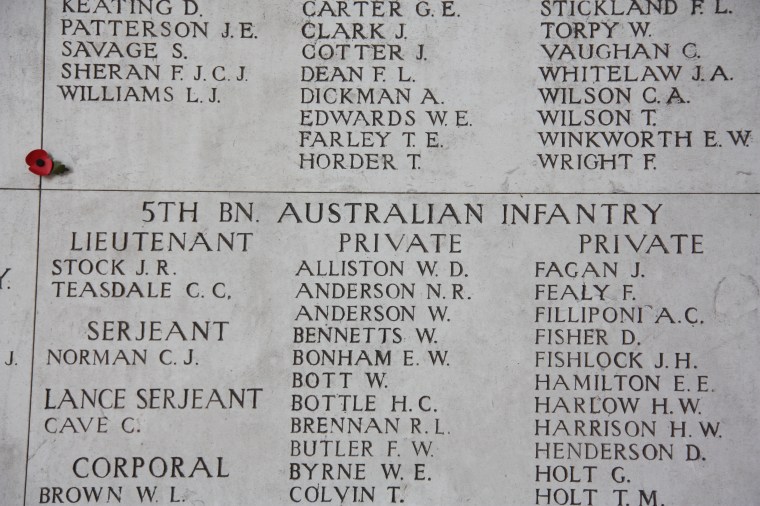 KEATING D.
PATTERSON J.E.
SAVAGE S.
SHERAN F.J.C.J.
WILLIAMS L.J.
CARTER G.E.
CLARK J.
COTTER J.
DEAN F.L.
DICKMAN A.
EDWARDS W.E.
FARLEY T.E.
HORDER T.
STICKLAND F.L.
TORPY W.
VAUGHAN C.
WHITELAW J.A.
WILSON C.A.
WILSON T.
WINKWORTH E.W
WRIGHT F.
Y.
J.
5TH BN. AUSTRALIAN INFANTRY
LIEUTENANT
STOCK J.R.
TEASDALE C.C.
SERJEANT
NORMAN C.J.
LANCE SERJEANT
CAVE C.
CORPORAL
BROWN W.L.
PRIVATE
ALLISTON W.D.
ANDERSON N.R.
ANDERSON W.
BENNETTS W.
BONHAM E.W.
BOTT W.
BOTTLE H.C.
BRENNAN R.L.
BUTLER F.W.
BYRNE W.E.
COLVIN T.
PRIVATE
FAGAN J.
FEALY F.
FILLIPONI A.C.
FISHER D.
FISHLOCK J.H.
HAMILTON E.E.
HARLOW H.W.
HARRISON H.W.
HENDERSON D.
HOLT G.
HOLT T.M.